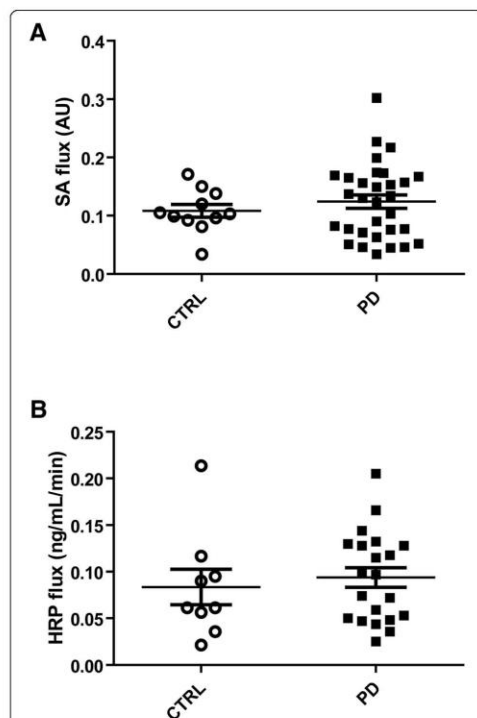 A
SA flux (AU)
0.4
0.3
0.2
0.1
0.0
CTRL
PD
B
HRP flux (ng/mL/min)
0.25
0.20
0.15
0.10
0.05
0.00
CTRL
PD